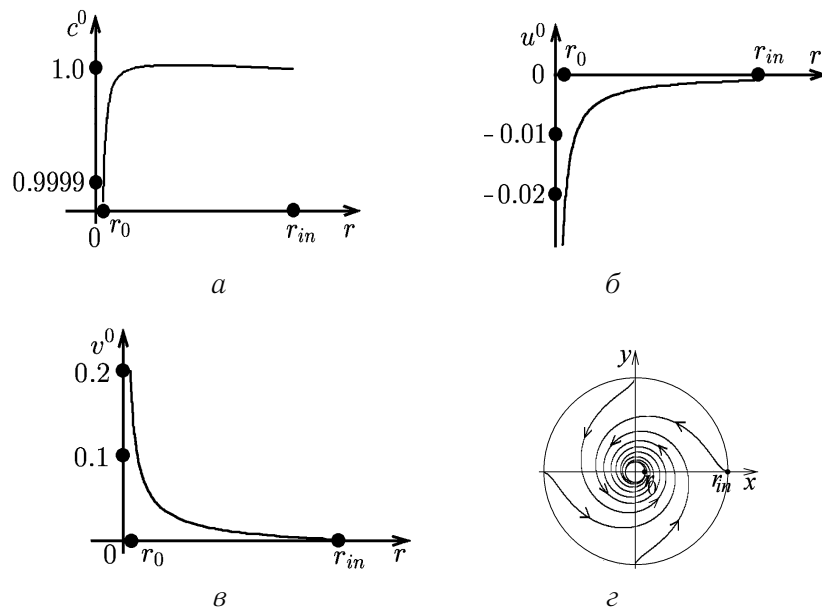 c⁰
1.0
0.9999
0
r₀
r_in
r
а
u⁰
r₀
r_in
r
0
-0.01
-0.02
б
v⁰
0.2
0.1
0
r₀
r_in
r
в
y
r₀
r_in
x
г